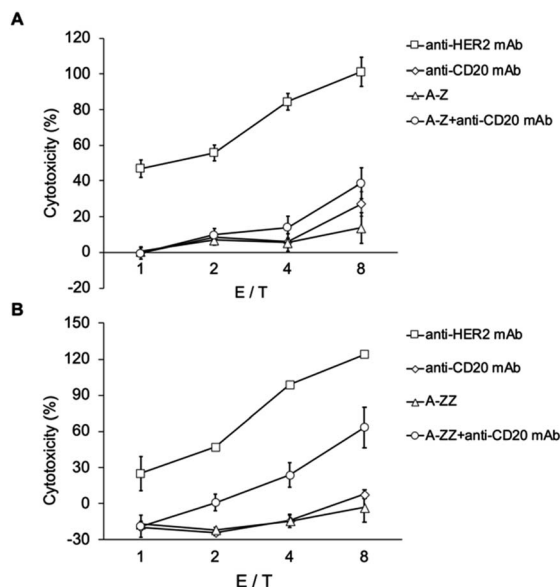 A
120
100
80
60
40
20
0
-20
Cytotoxicity (%)
1 2 4 8
E / T
anti-HER2 mAb
anti-CD20 mAb
A-Z
A-Z+anti-CD20 mAb
B
150
120
90
60
30
0
-30
Cytotoxicity (%)
1 2 4 8
E / T
anti-HER2 mAb
anti-CD20 mAb
A-ZZ
A-ZZ+anti-CD20 mAb